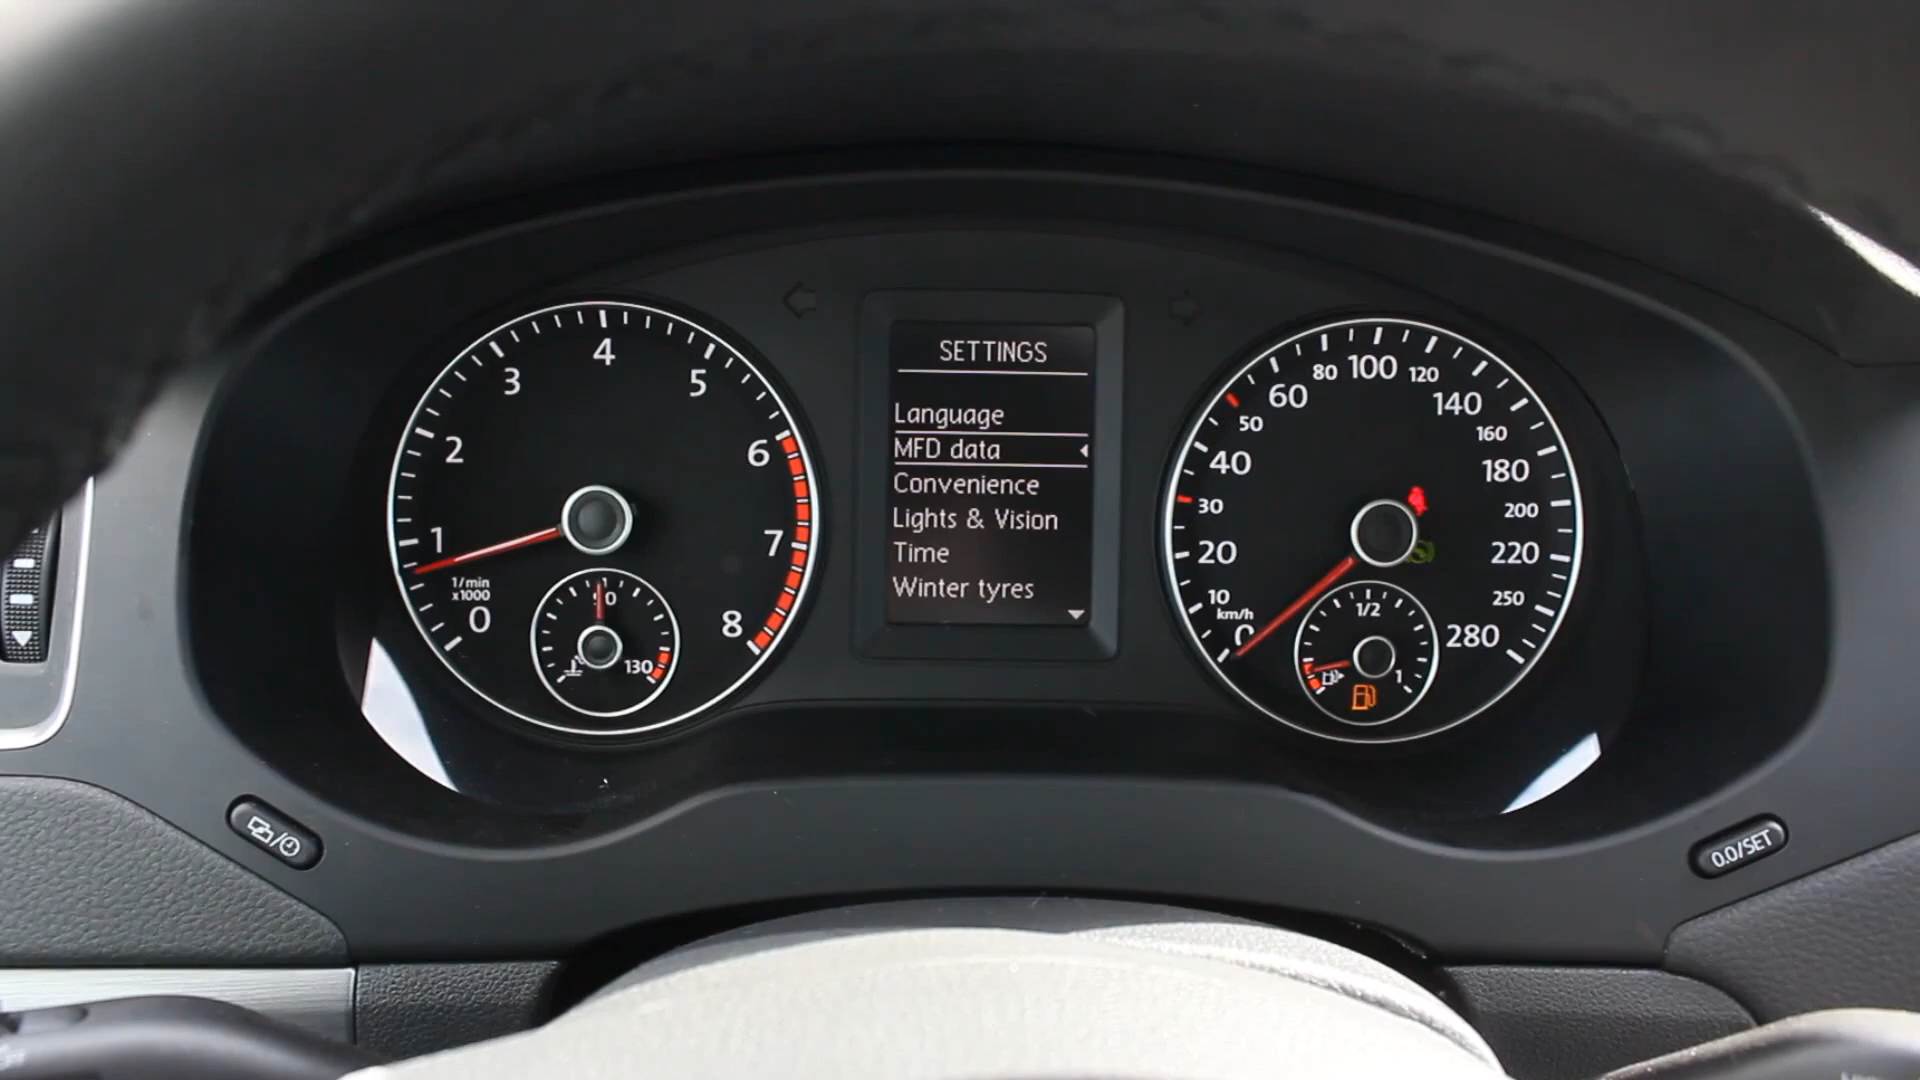 4
3
5
2
6
1
7
1/min
x1000
0
8
90
130
SETTINGS
Language
MFD data
Convenience
Lights & Vision
Time
Winter tyres
80
100
120
60
140
50
160
40
180
30
200
20
220
10
km/h
250
0
280
1/2
1
0.0/SET